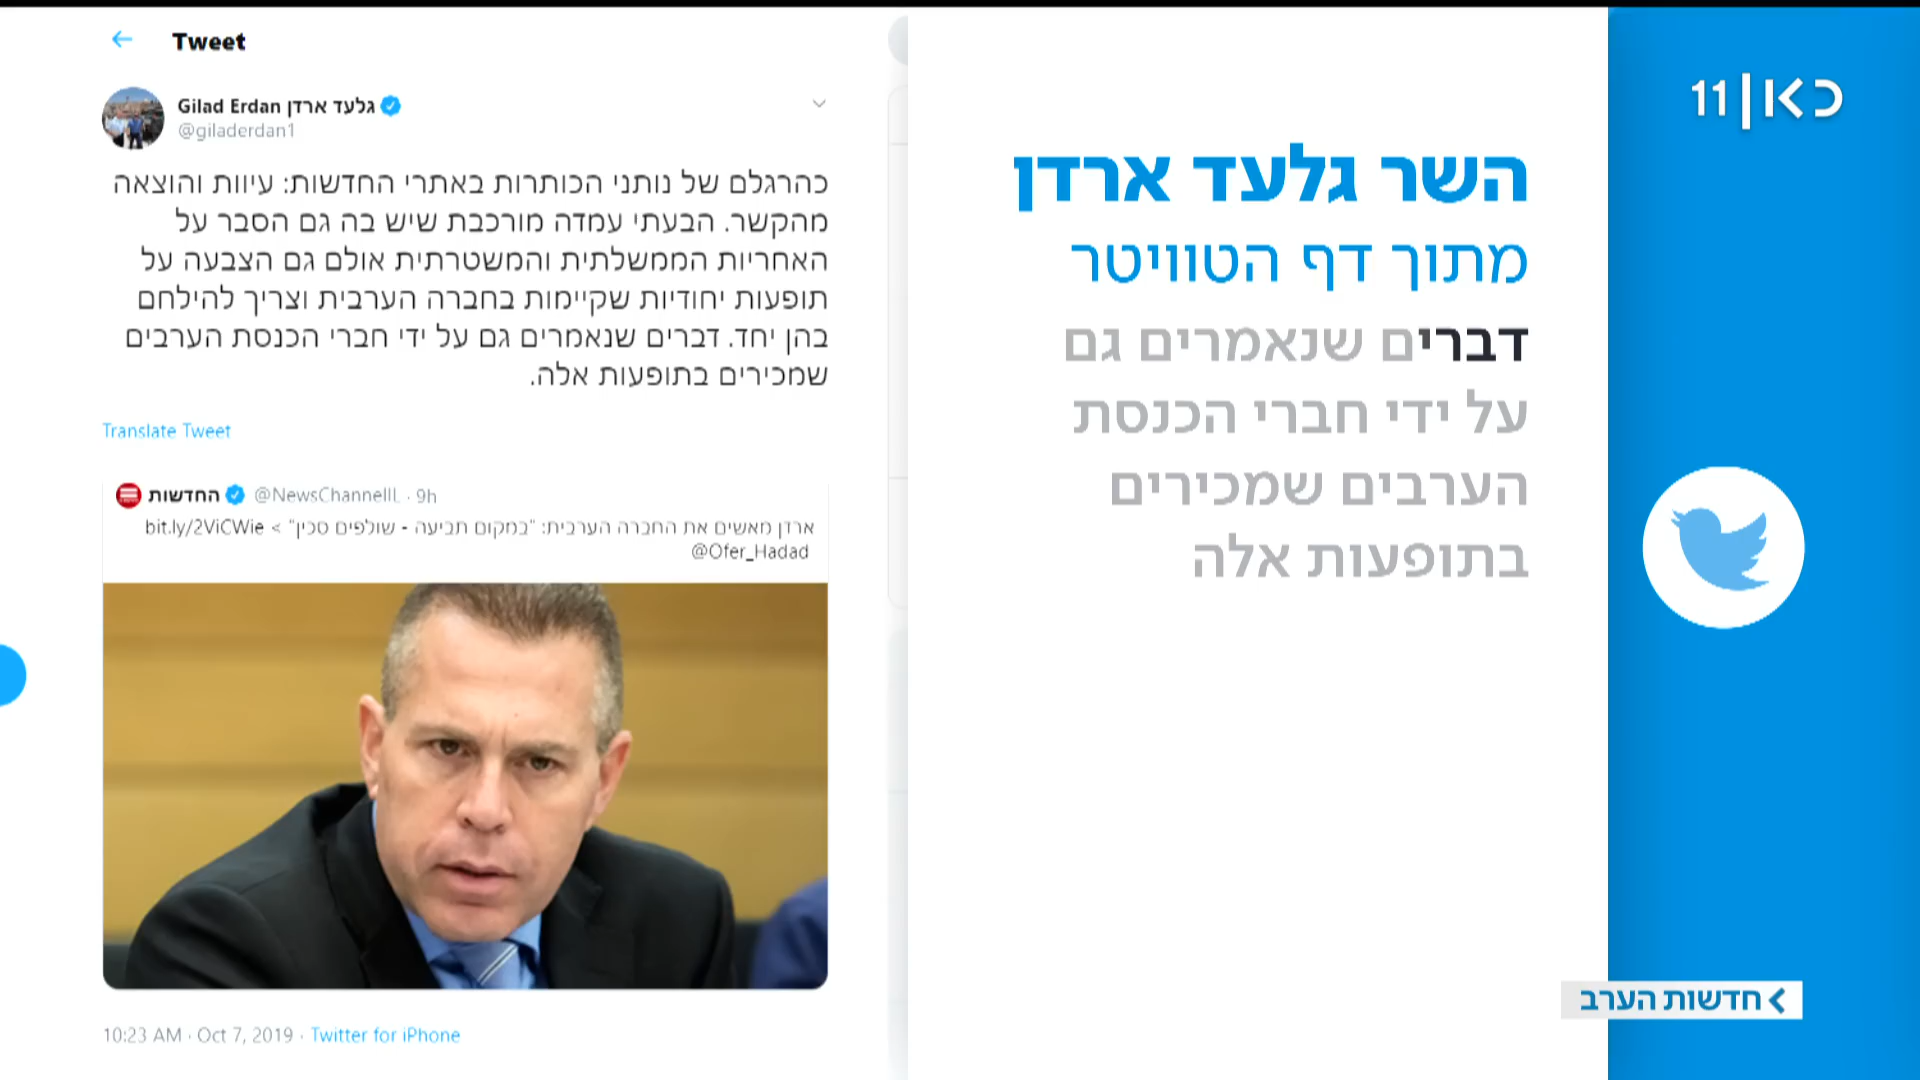 Tweet
Gilad Erdan גלעד ארדן
@giladerdan1
כהרגלם של נותני הכותרות באתרי החדשות: עיוות והוצאה
מהקשר. הבעתי עמדה מורכבת שיש בה גם הסבר על
האחריות הממשלתית והמשטרתית אולם גם הצבעה על
תופעות יחודיות שקיימות בחברה הערבית וצריך להילחם
בהן יחד. דברים שנאמרים גם על ידי חברי הכנסת הערבים
שמכירים בתופעות אלה.
Translate Tweet
החדשות @NewsChannelIL · 9h
ארדן מאשים את החברה הערבית: "במקום תביעה - שולפים סכין" > bit.ly/2ViCWie
@Ofer_Hadad
10:23 AM · Oct 7, 2019 · Twitter for iPhone
השר גלעד ארדן
מתוך דף הטוויטר
דברים שנאמרים גם
על ידי חברי הכנסת
הערבים שמכירים
בתופעות אלה
כאן|11
חדשות הערב